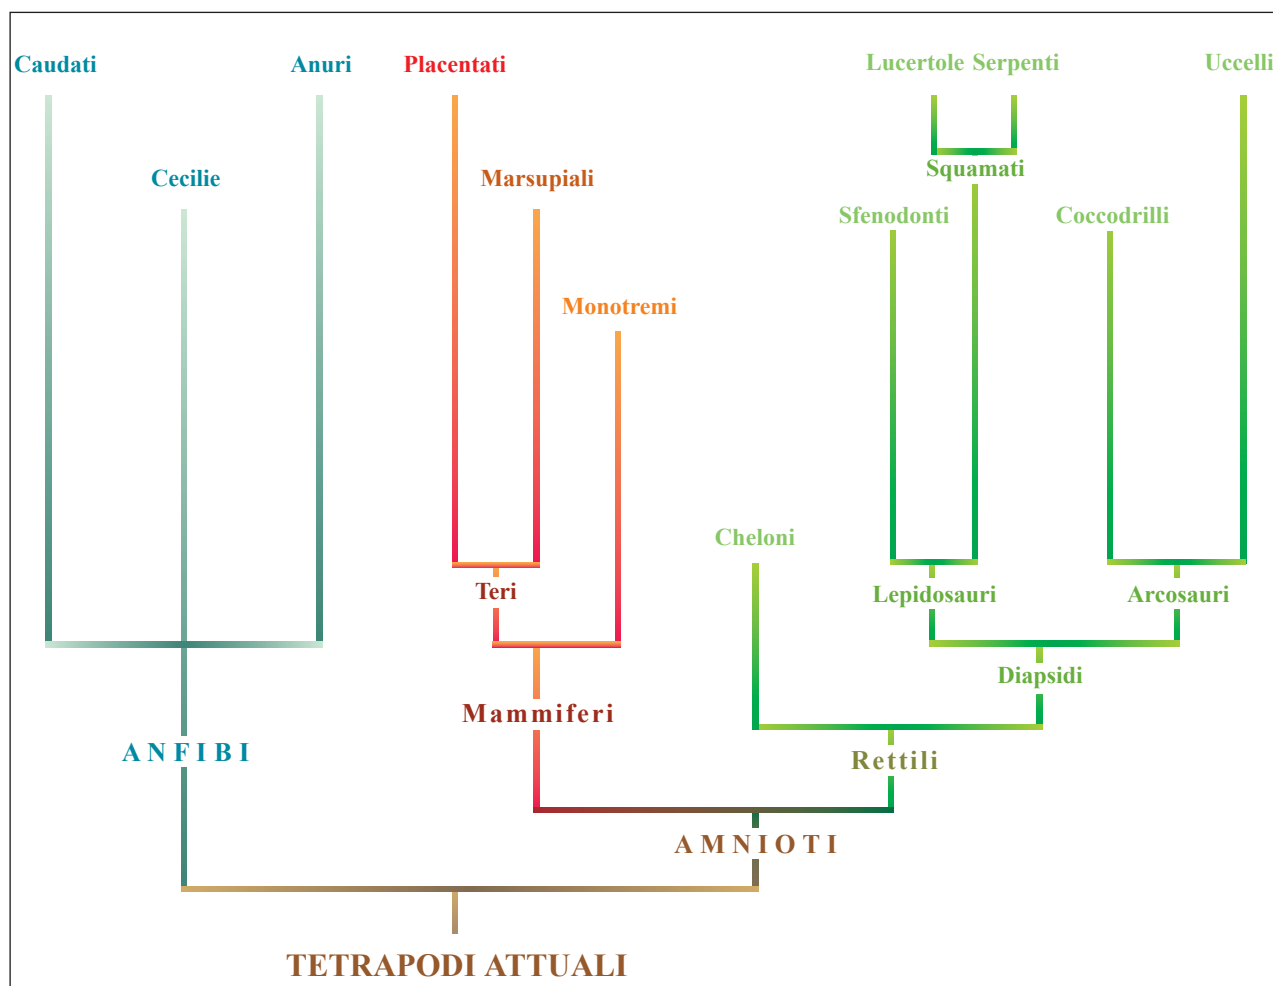 Caudati
Anuri
Placentati
Lucertole Serpenti
Uccelli
Cecilie
Marsupiali
Squamati
Sfenodonti
Coccodrilli
Monotremi
Cheloni
Teri
Lepidosauri
Arcosauri
Diapsidi
Mammiferi
ANFIBI
Rettili
AMNIOTI
TETRAPODI ATTUALI